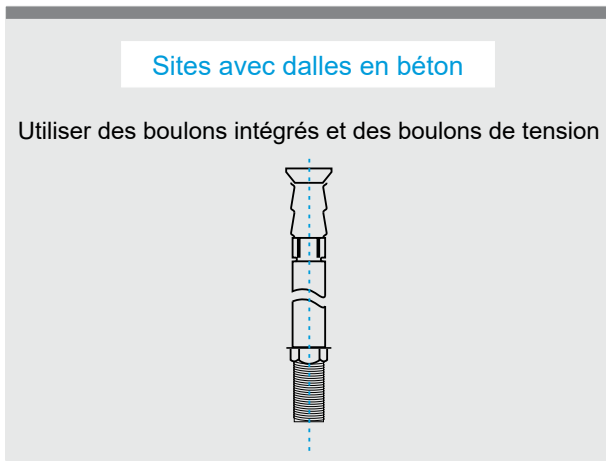 Sites avec dalles en béton
Utiliser des boulons intégrés et des boulons de tension